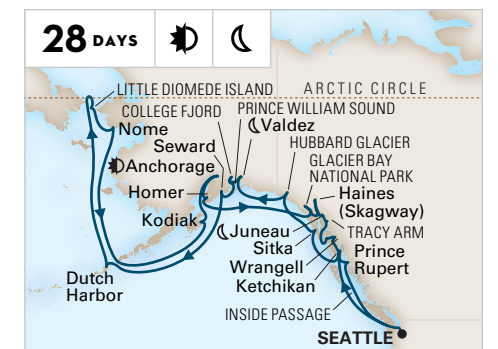 28 DAYS
LITTLE DIOMEDE ISLAND
ARCTIC CIRCLE
COLLEGE FJORD
PRINCE WILLIAM SOUND
Nome
Valdez
Seward
HUBBARD GLACIER
Anchorage
GLACIER BAY
NATIONAL PARK
Homer
Haines
(Skagway)
Kodiak
Juneau
TRACY ARM
Sitka
Prince
Rupert
Wrangell
Dutch
Harbor
Ketchikan
INSIDE PASSAGE
SEATTLE